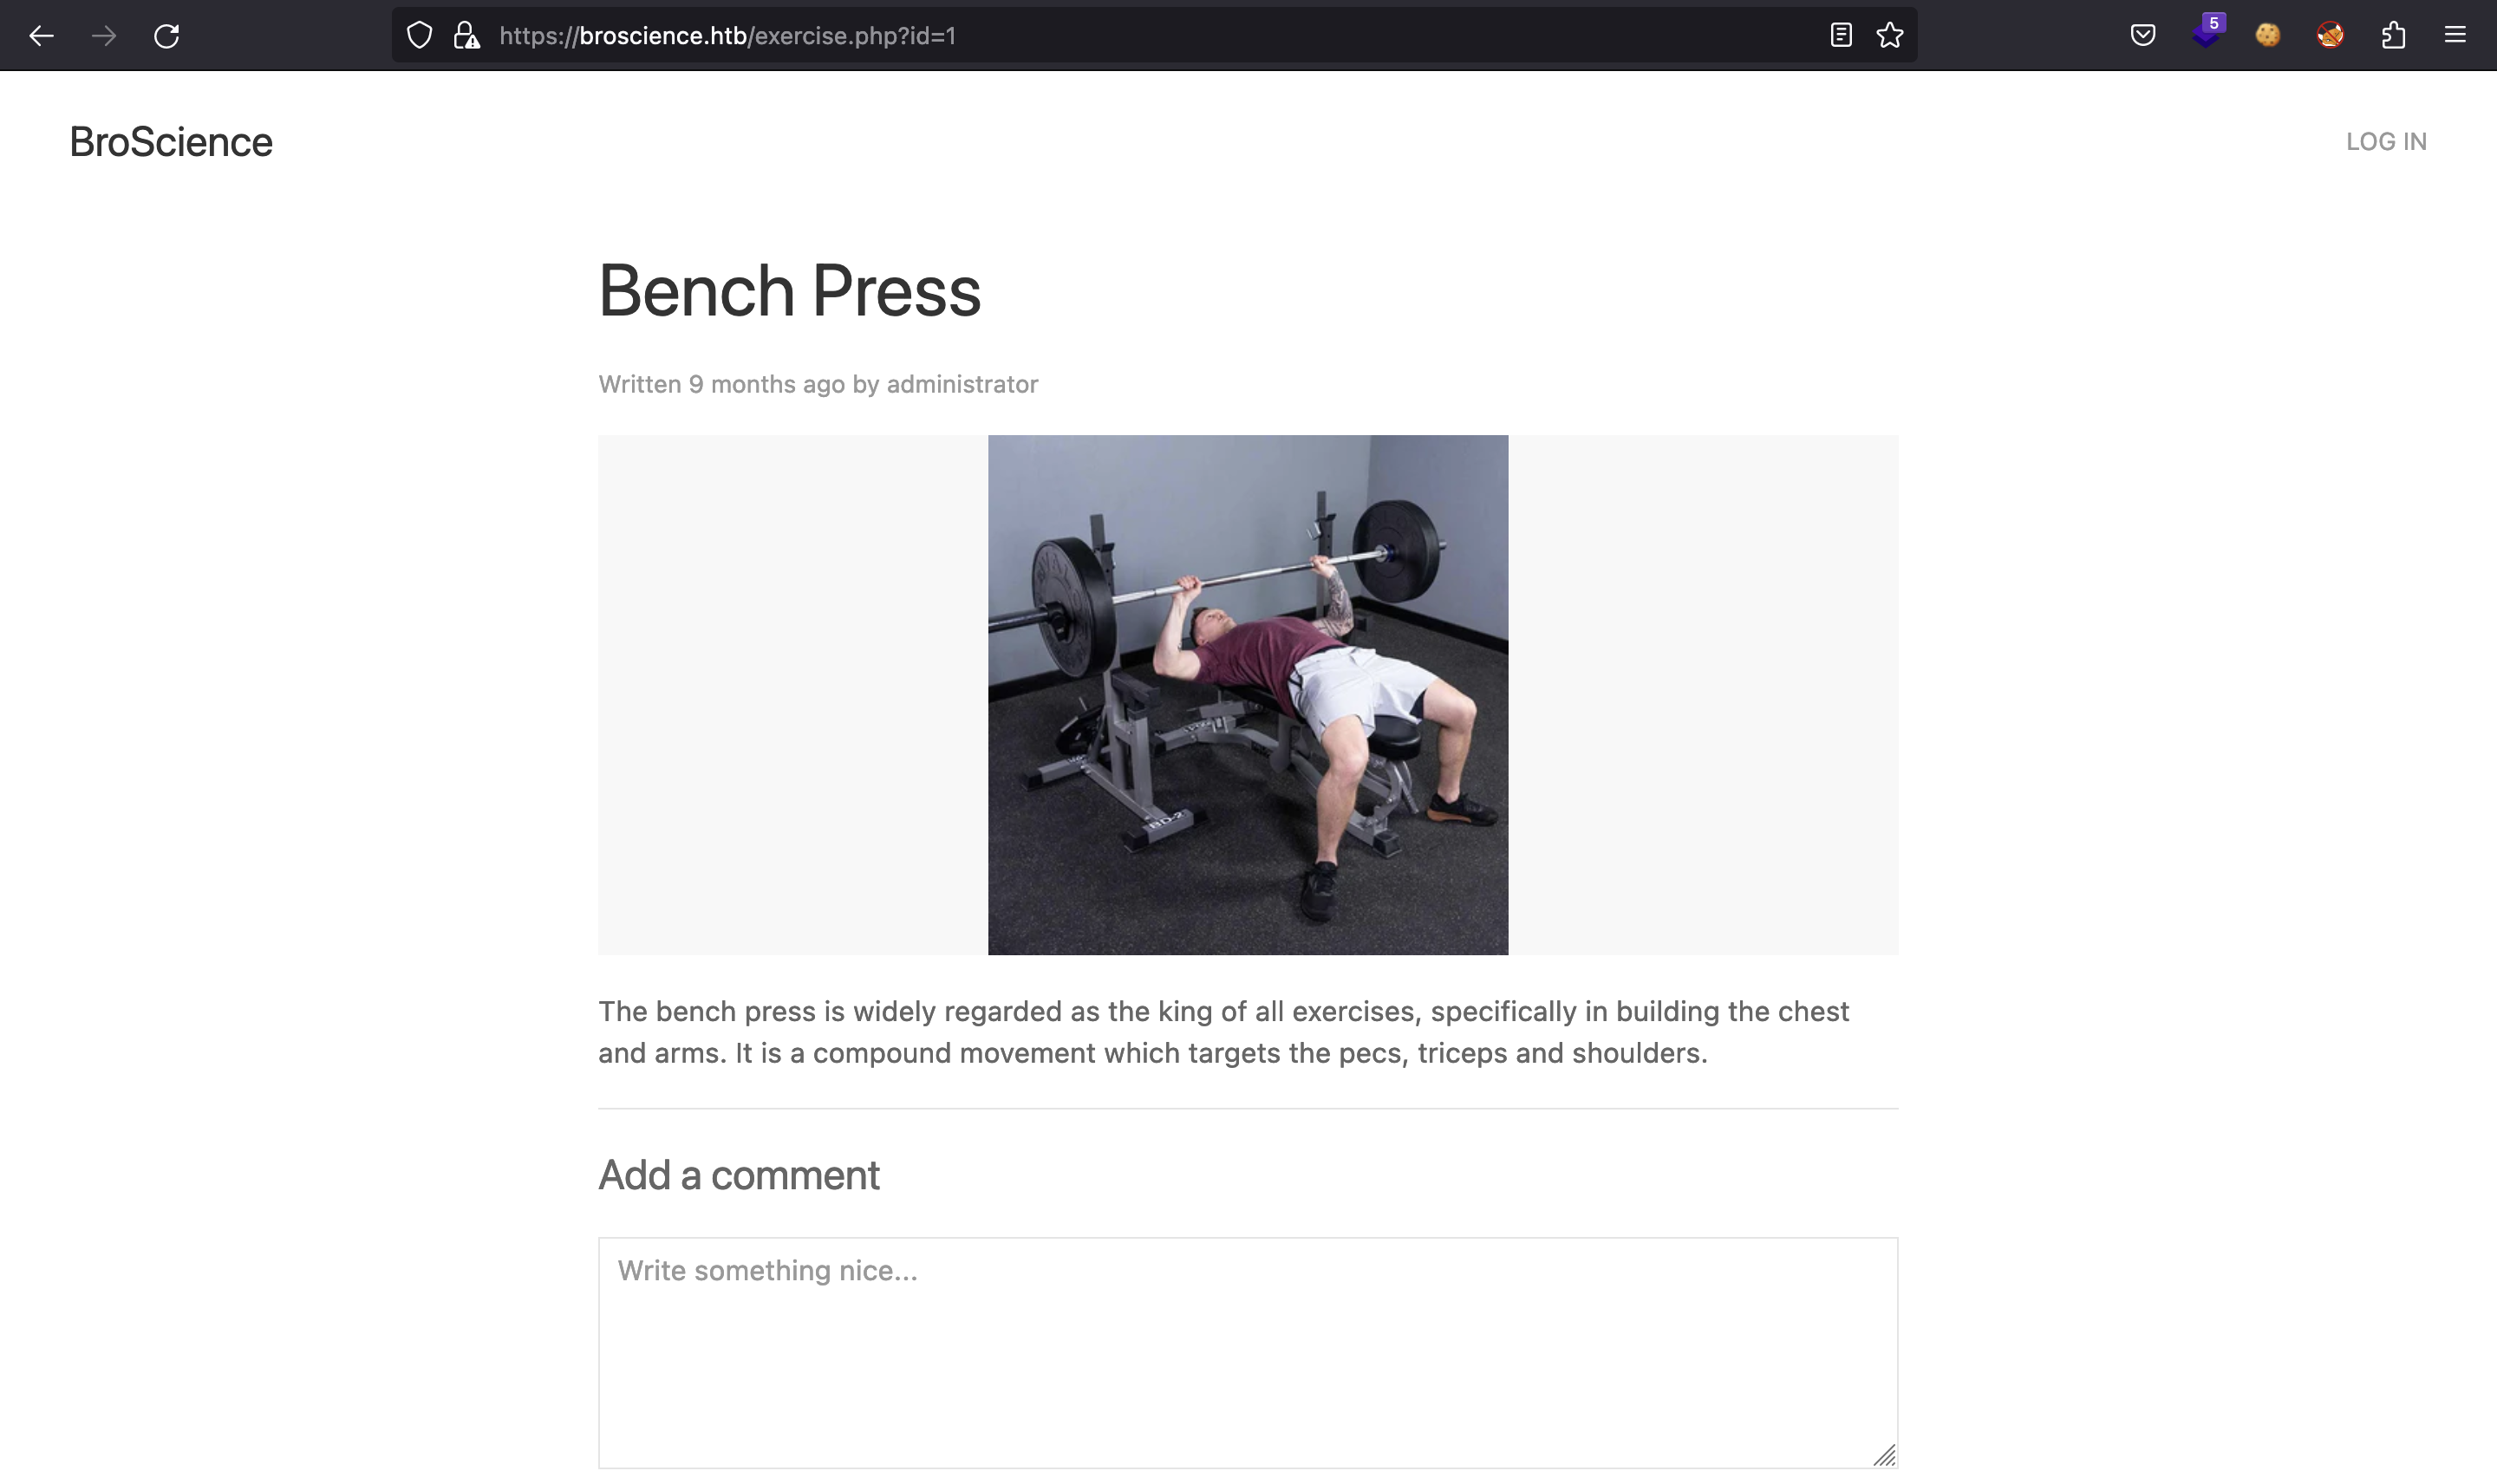 5
https://broscience.htb/exercise.php?id=1
BroScience
LOG IN
Bench Press
Written 9 months ago by administrator
BD-2
The bench press is widely regarded as the king of all exercises, specifically in building the chest
and arms. It is a compound movement which targets the pecs, triceps and shoulders.
Add a comment
Write something nice...